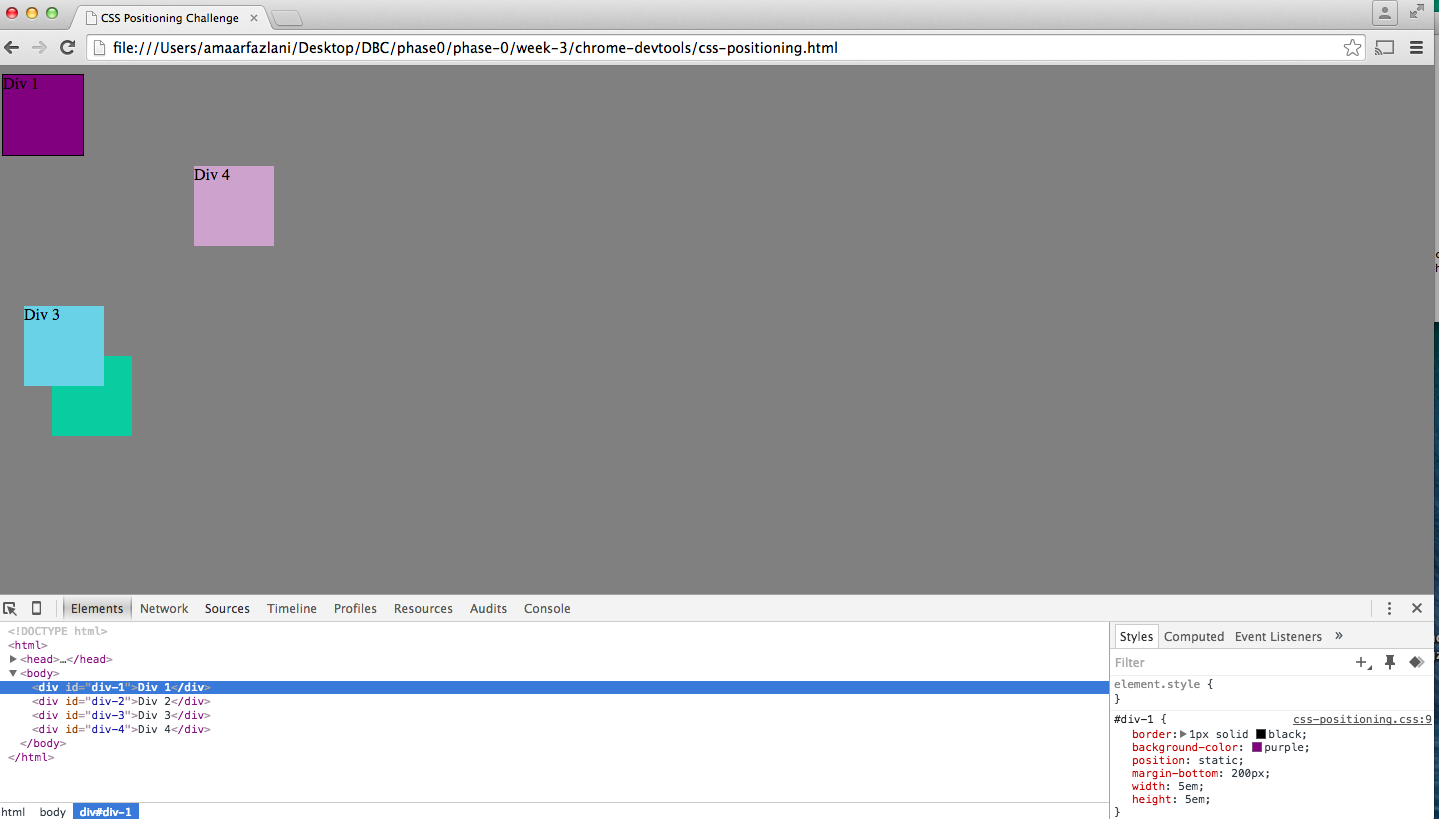 CSS Positioning Challenge ×
file:///Users/amaarfazlani/Desktop/DBC/phase0/phase-0/week-3/chrome-devtools/css-positioning.html
Div 1
Div 4
Div 3
Elements Network Sources Timeline Profiles Resources Audits Console
<!DOCTYPE html>
<html>
<head>…</head>
<body>
<div id="div-1">Div 1</div>
<div id="div-2">Div 2</div>
<div id="div-3">Div 3</div>
<div id="div-4">Div 4</div>
</body>
</html>
html body div#div-1
Styles Computed Event Listeners »
Filter
element.style {
}
#div-1 { css-positioning.css:9
border: 1px solid black;
background-color: purple;
position: static;
margin-bottom: 200px;
width: 5em;
height: 5em;
}